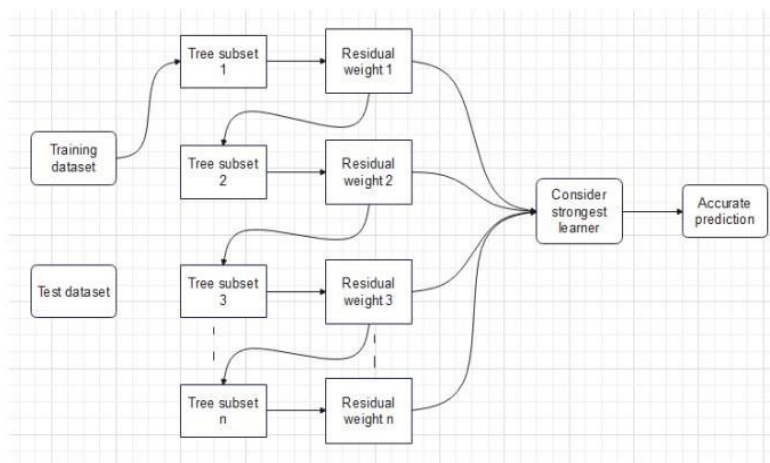 Tree subset
1
Residual
weight 1
Training
dataset
Tree subset
2
Residual
weight 2
Consider
strongest
learner
Accurate
prediction
Test dataset
Tree subset
3
Residual
weight 3
Tree subset
n
Residual
weight n